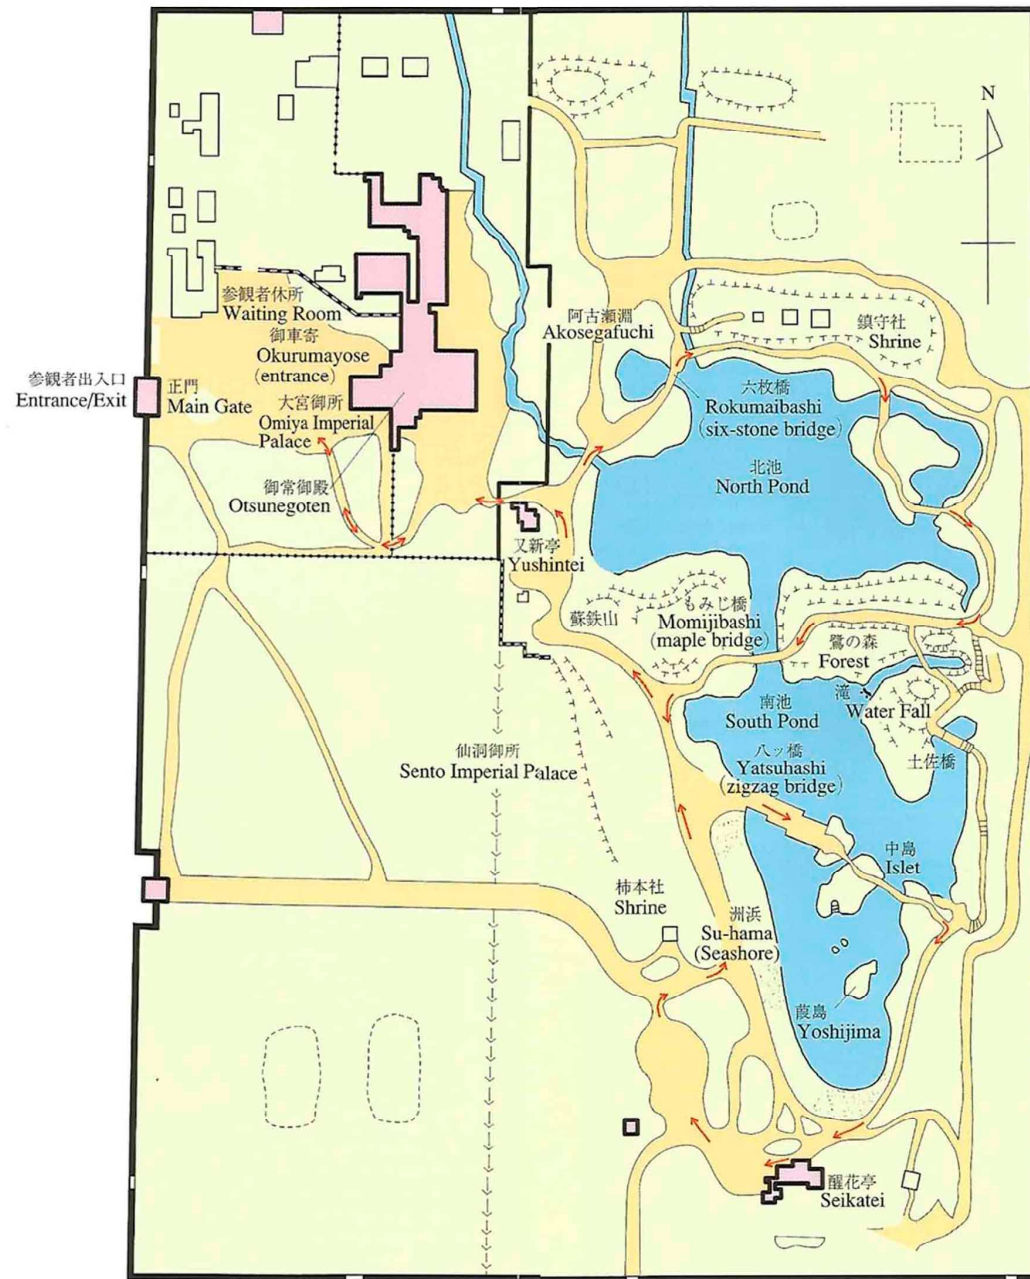 N
参観者休所
Waiting Room
御車寄
Okurumayose
(entrance)
参観者出入口
Entrance/Exit
正門
Main Gate
大宮御所
Omiya Imperial
Palace
御常御殿
Otsunegoten
阿古瀬淵
Akosegafuchi
鎮守社
Shrine
六枚橋
Rokumaibashi
(six-stone bridge)
北池
North Pond
又新亭
Yushintei
蘇鉄山
もみじ橋
Momijibashi
(maple bridge)
鷺の森
Forest
滝
Water Fall
南池
South Pond
土佐橋
八ッ橋
Yatsuhashi
(zigzag bridge)
仙洞御所
Sento Imperial Palace
中島
Islet
柿本社
Shrine
洲浜
Su-hama
(Seashore)
葭島
Yoshijima
醒花亭
Seikatei